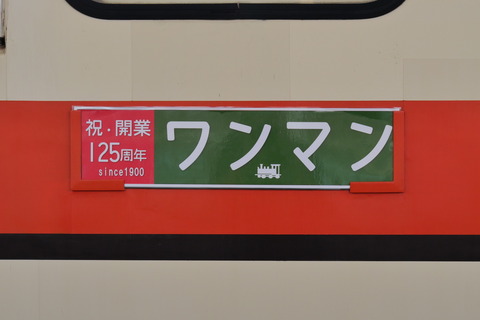 祝・開業
125周年
since1900
ワンマン